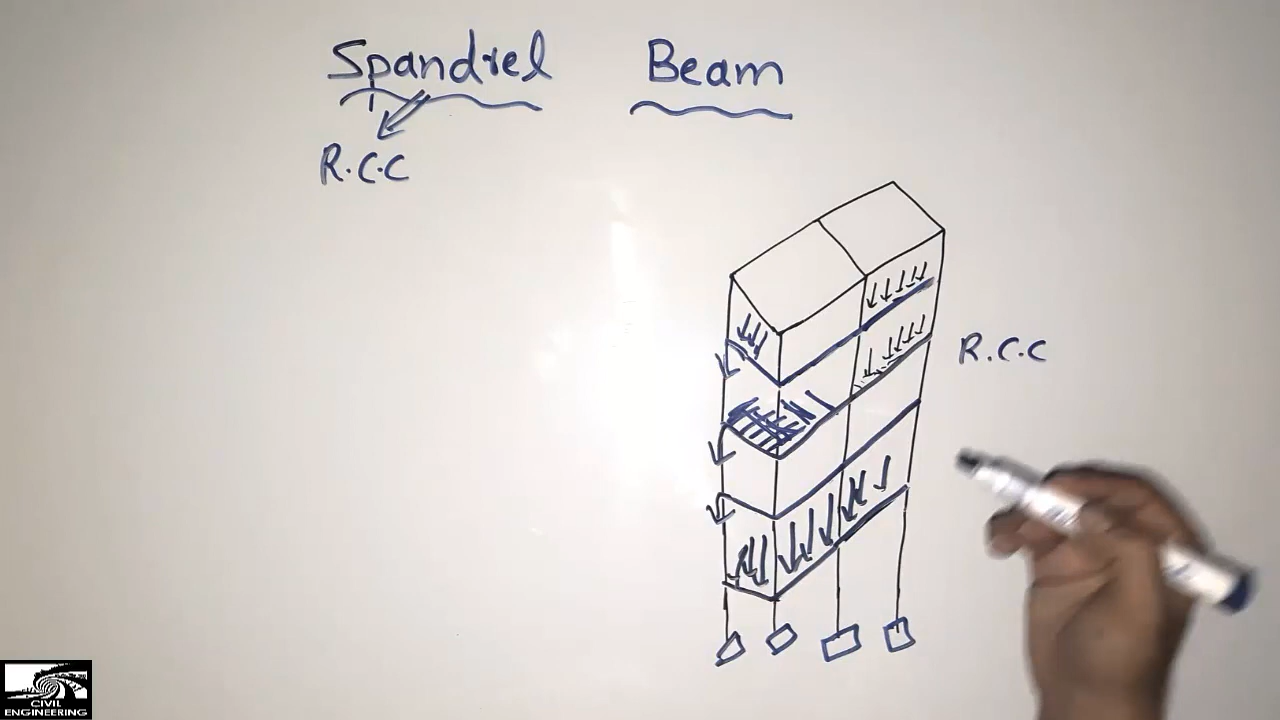 Spandrel Beam
R.C.C
R.C.C
CIVIL
ENGINEERING